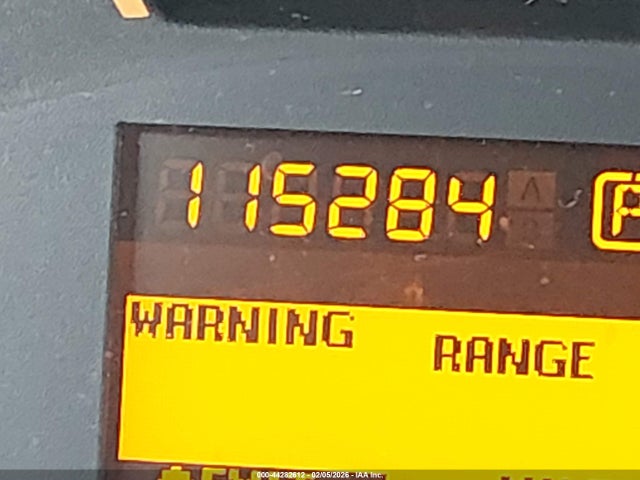 115284
WARNING
RANGE
000-44282612 - 02/05/2026 - IAA Inc.